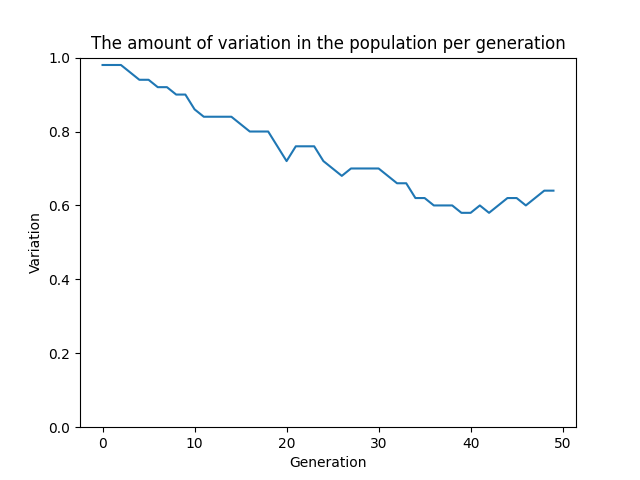 The amount of variation in the population per generation
1.0
0.8
0.6
0.4
0.2
0.0
Variation
0 10 20 30 40 50
Generation